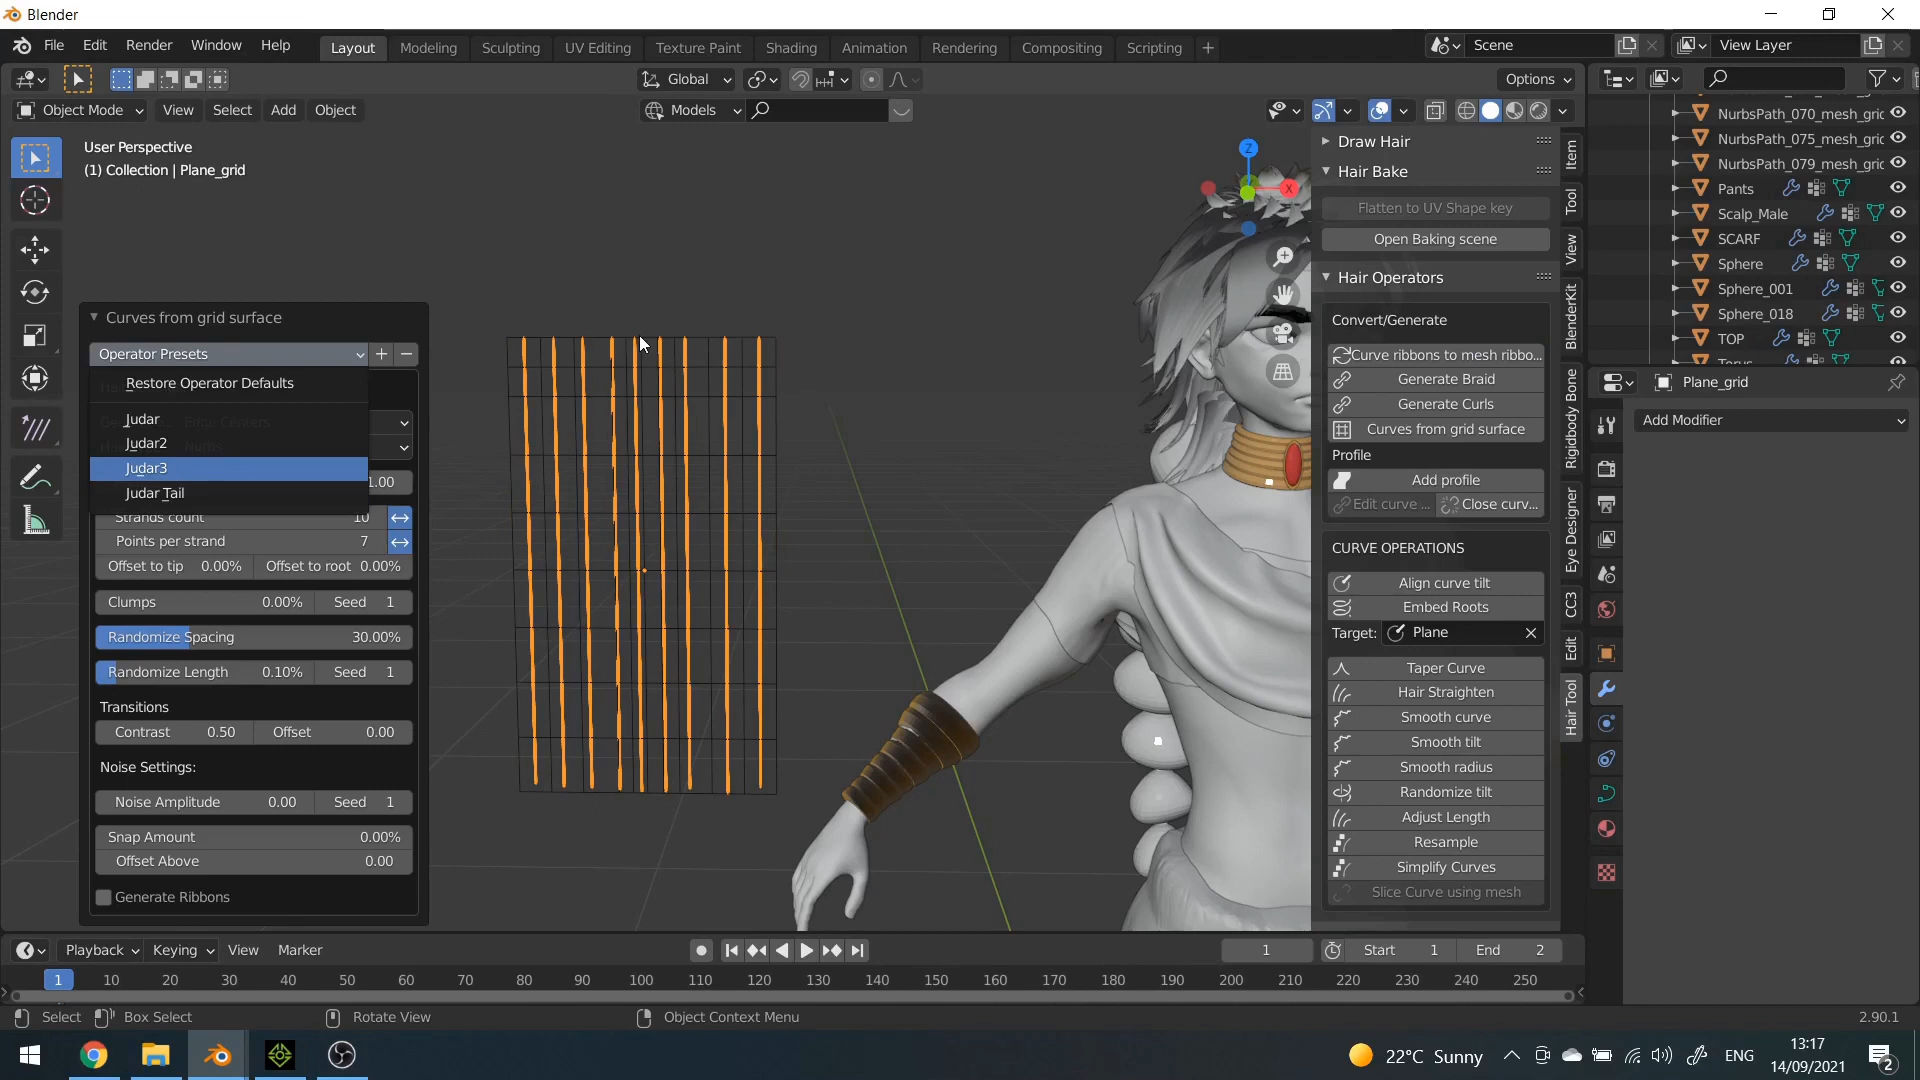 Blender
File Edit Render Window Help Layout Modeling Sculpting UV Editing Texture Paint Shading Animation Rendering Compositing Scripting + Scene View Layer
Global Options
Object Mode View Select Add Object Models
User Perspective
(1) Collection | Plane_grid
Z
X
Curves from grid surface
Operator Presets
Restore Operator Defaults
Judar
Judar2
Judar3
Judar Tail
1.00
Strands count 10
Points per strand 7
Offset to tip 0.00% Offset to root 0.00%
Clumps 0.00% Seed 1
Randomize Spacing 30.00%
Randomize Length 0.10% Seed 1
Transitions
Contrast 0.50 Offset 0.00
Noise Settings:
Noise Amplitude 0.00 Seed 1
Snap Amount 0.00%
Offset Above 0.00
Generate Ribbons
Draw Hair
Hair Bake
Flatten to UV Shape key
Open Baking scene
Hair Operators
Convert/Generate
Curve ribbons to mesh ribbo...
Generate Braid
Generate Curls
Curves from grid surface
Profile
Add profile
Edit curve ... Close curv...
CURVE OPERATIONS
Align curve tilt
Embed Roots
Target: Plane
Taper Curve
Hair Straighten
Smooth curve
Smooth tilt
Smooth radius
Randomize tilt
Adjust Length
Resample
Simplify Curves
Slice Curve using mesh
Item
Tool
View
BlenderKit
Rigidbody Bone
Eye Designer
CC3
Edit
Hair Tool
NurbsPath_070_mesh_gric
NurbsPath_075_mesh_gric
NurbsPath_079_mesh_gric
Pants
Scalp_Male
SCARF
Sphere
Sphere_001
Sphere_018
TOP
Plane_grid
Add Modifier
Playback Keying View Marker 1 Start 1 End 2
1 10 20 30 40 50 60 70 80 90 100 110 120 130 140 150 160 170 180 190 200 210 220 230 240 250
Select Box Select Rotate View Object Context Menu 2.90.1
22°C Sunny ENG 13:17
14/09/2021
2